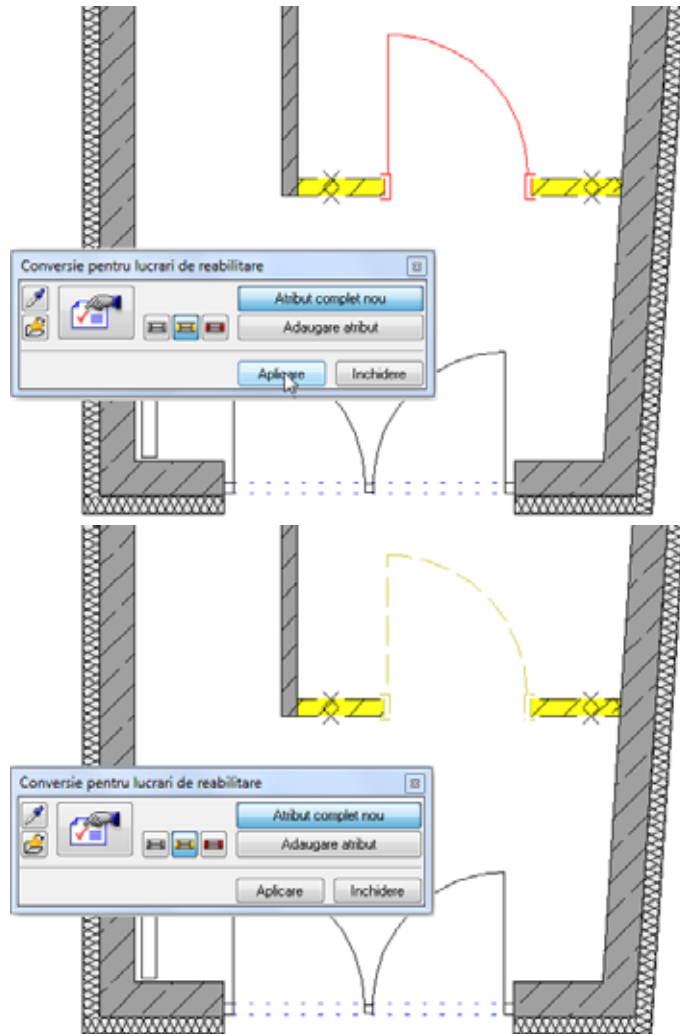 Conversie pentru lucrari de reabilitare
Atribut complet nou
Adaugare atribut
Aplicare
Inchidere
Conversie pentru lucrari de reabilitare
Atribut complet nou
Adaugare atribut
Aplicare
Inchidere